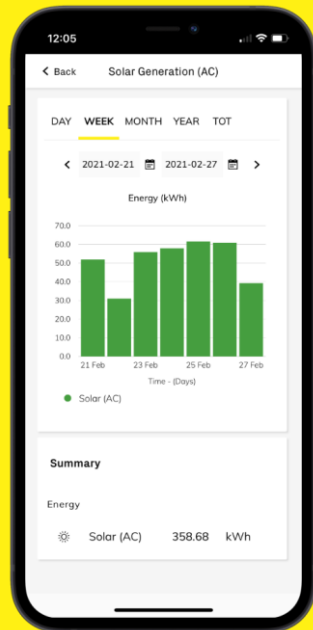 12:05
Back Solar Generation (AC)
DAY WEEK MONTH YEAR TOT
2021-02-21 2021-02-27
Energy (kWh)
70.0
60.0
50.0
40.0
30.0
20.0
10.0
0.0
21 Feb 23 Feb 25 Feb 27 Feb
Time - (Days)
Solar (AC)
Summary
Energy
Solar (AC) 358.68 kWh